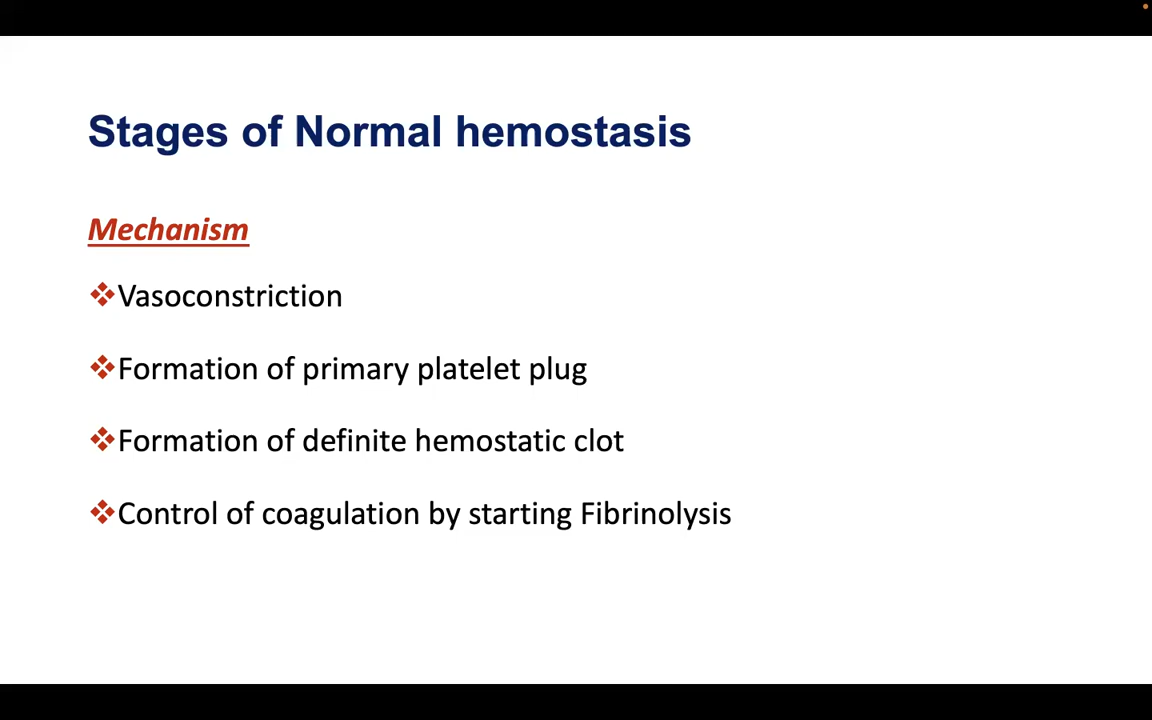 Stages of Normal hemostasis
Mechanism
❖Vasoconstriction
❖Formation of primary platelet plug
❖Formation of definite hemostatic clot
❖Control of coagulation by starting Fibrinolysis